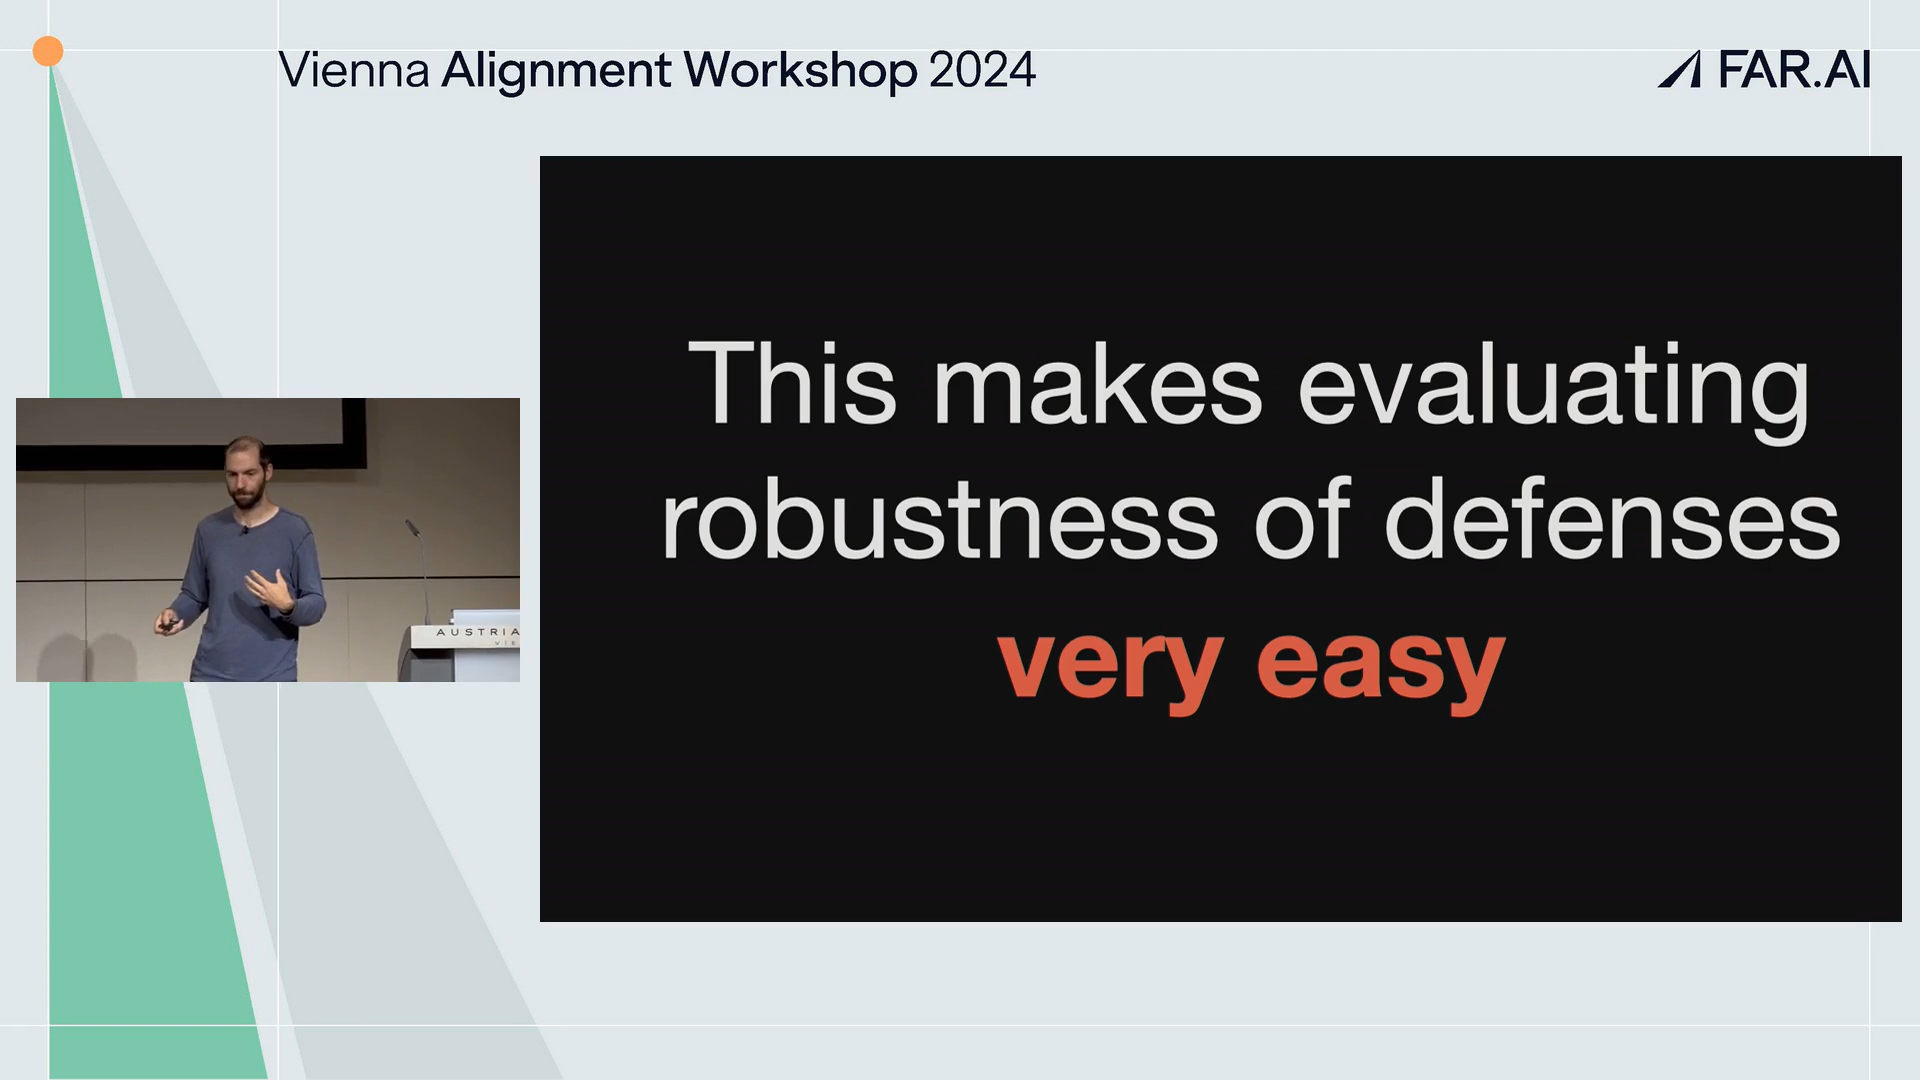 Vienna Alignment Workshop 2024
FAR.AI
This makes evaluating
robustness of defenses
very easy
AUSTRIA